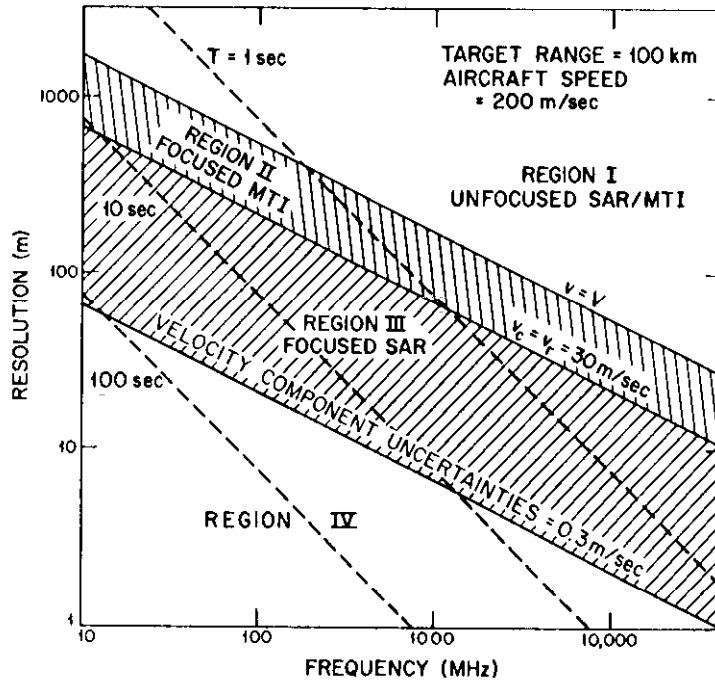 T = 1 sec
TARGET RANGE = 100 km
AIRCRAFT SPEED
= 200 m/sec
1000
REGION II
FOCUSED MTI
REGION I
UNFOCUSED SAR/MTI
10 sec
RESOLUTION (m)
100
v = V
v_c = v_r = 30 m/sec
REGION III
FOCUSED SAR
100 sec
VELOCITY COMPONENT UNCERTAINTIES = 0.3 m/sec
10
REGION IV
1
10
100
1000
10,000
FREQUENCY (MHz)